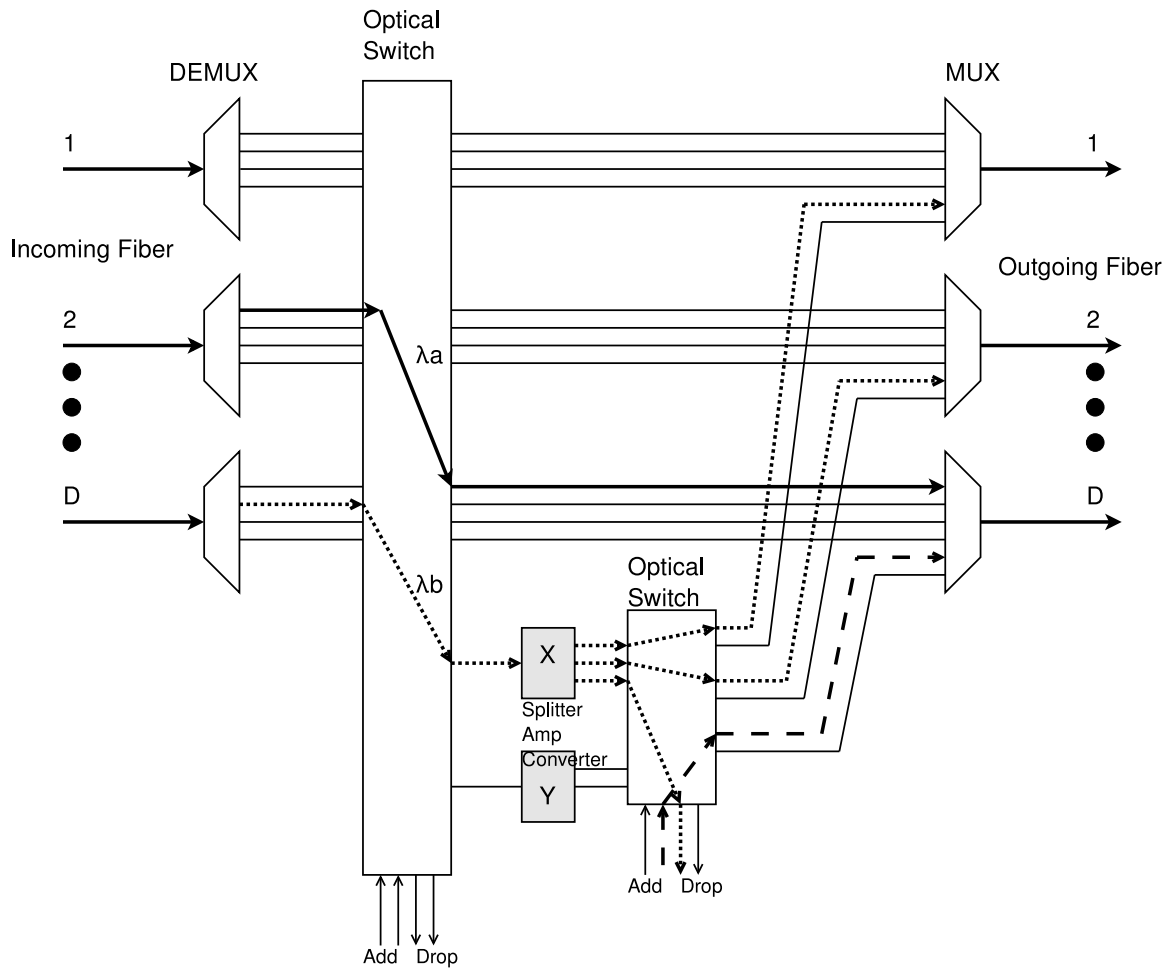 Optical
Switch
DEMUX
MUX
1
1
Incoming Fiber
Outgoing Fiber
2
2
λa
D
D
λb
Optical
Switch
X
Splitter
Amp
Converter
Y
Add
Drop
Add
Drop